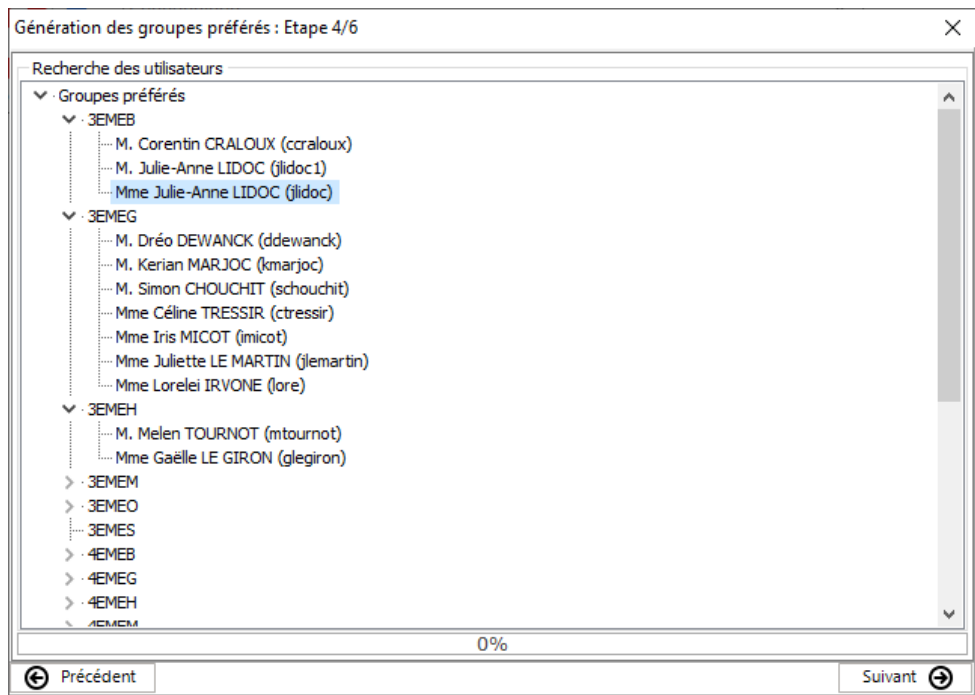 Génération des groupes préférés : Etape 4/6
Recherche des utilisateurs
Groupes préférés
3EMEB
M. Corentin CRALOUX (ccraloux)
M. Julie-Anne LIDOC (jlidoc1)
Mme Julie-Anne LIDOC (jlidoc)
3EMEG
M. Dréo DEWANCK (ddewanck)
M. Kerian MARJOC (kmarjoc)
M. Simon CHOUCHIT (schouchit)
Mme Céline TRESSIR (ctressir)
Mme Iris MICOT (imicot)
Mme Juliette LE MARTIN (jlemartin)
Mme Lorelei IRVONE (lore)
3EMEH
M. Melen TOURNOT (mtournot)
Mme Gaëlle LE GIRON (glegiron)
3EMEM
3EMEO
3EMES
4EMEB
4EMEG
4EMEH
4EMEM
0%
Précédent Suivant